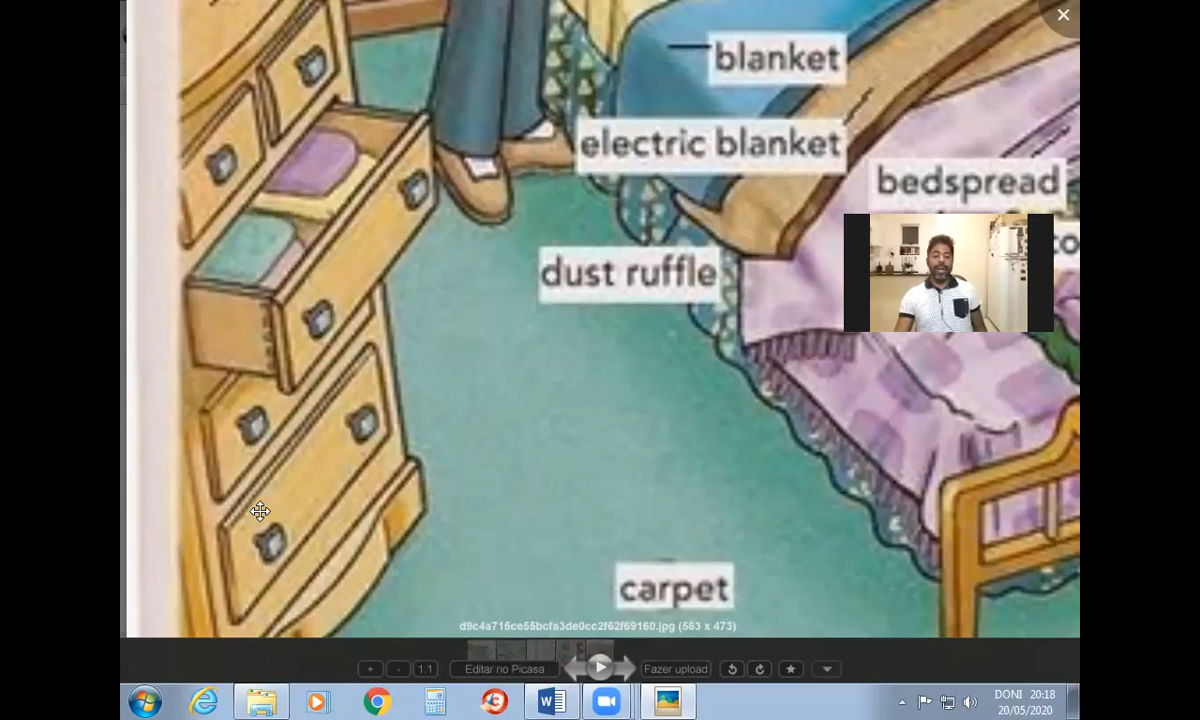 blanket
electric blanket
bedspread
dust ruffle
co
carpet
d9c4a715ce55bcfa3de0cc2f62f69160.jpg (563 x 473)
+ - 1:1 Editar no Picasa Fazer upload
DONI 20:18
20/05/2020